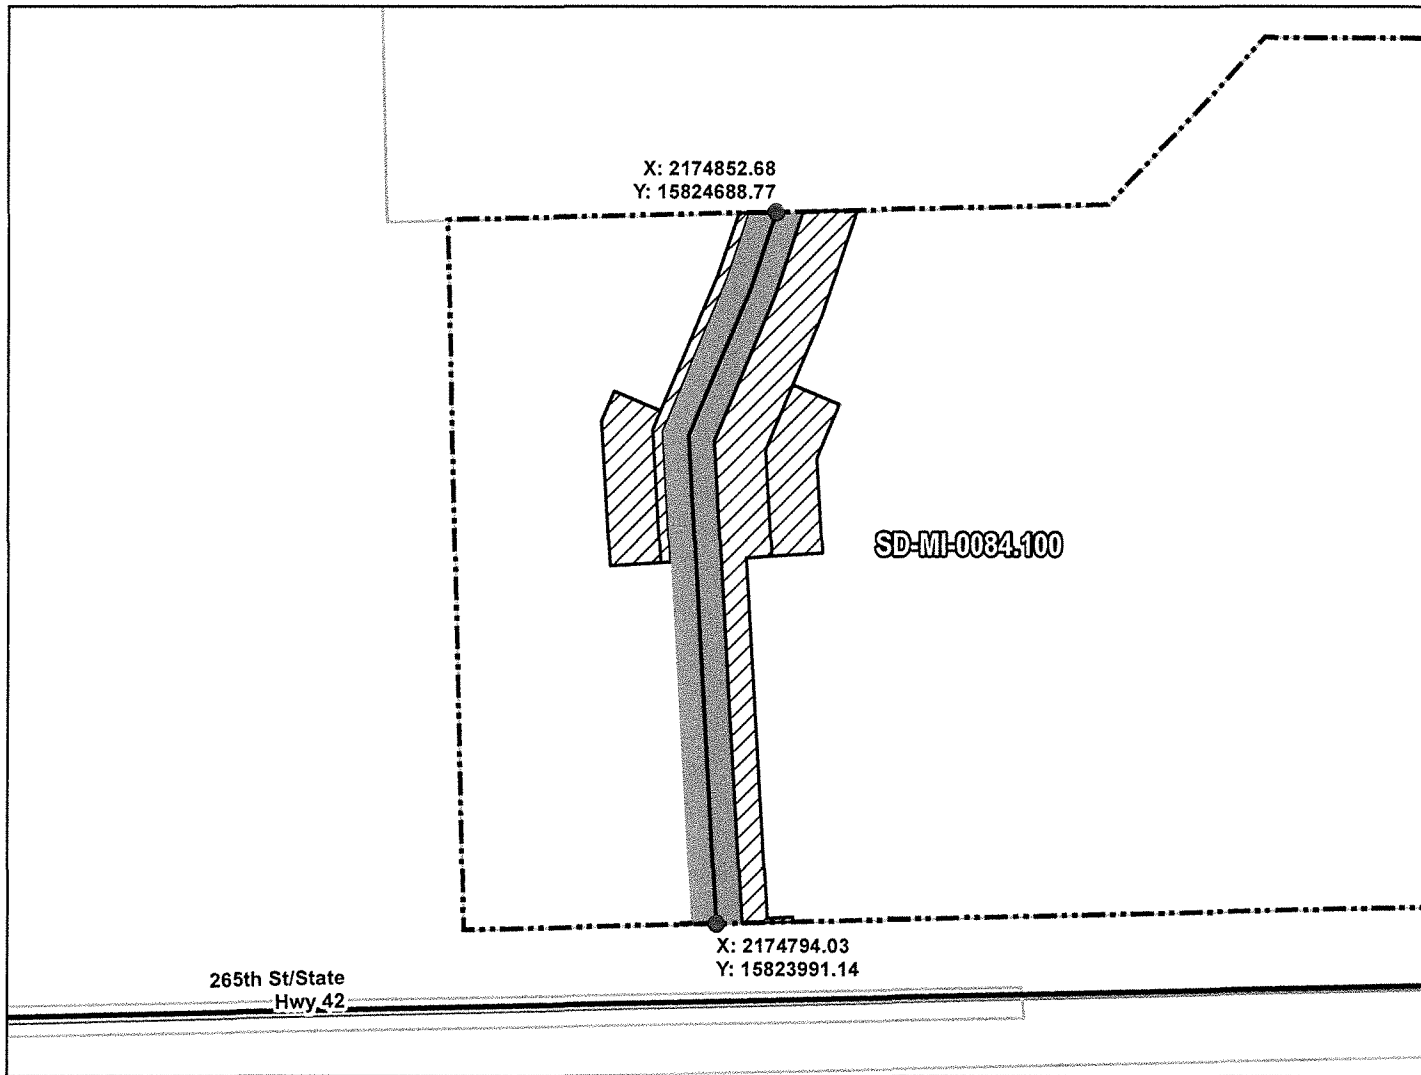 X: 2174852.68
Y: 15824688.77
SD-MI-0084.100
X: 2174794.03
Y: 15823991.14
265th St/State
Hwy 42